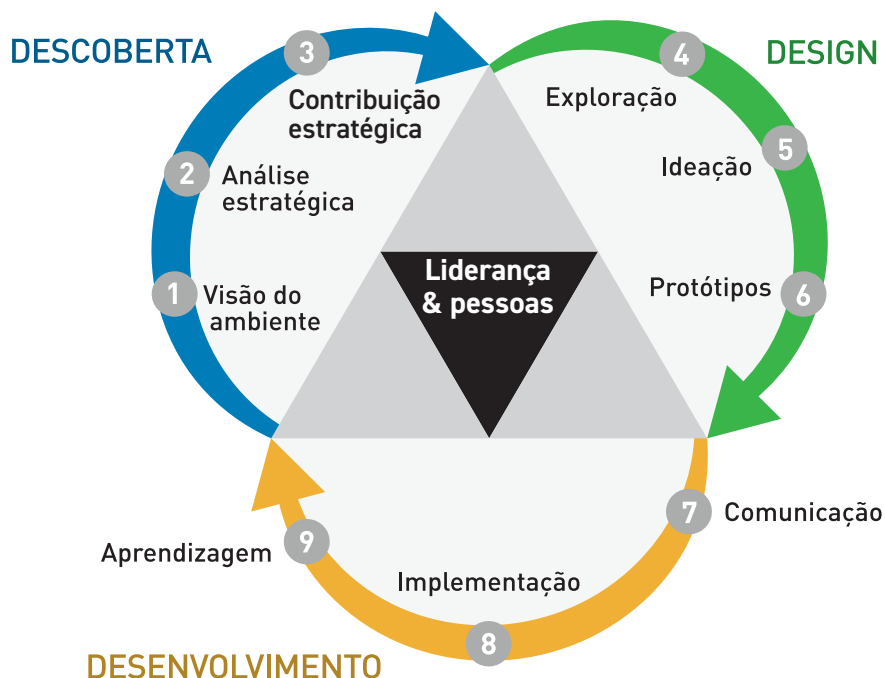 DESCOBERTA
3
Contribuição
estratégica
2
Análise
estratégica
1
Visão do
ambiente
DESIGN
4
Exploração
5
Ideação
6
Protótipos
Liderança
& pessoas
7
Comunicação
8
Implementação
9
Aprendizagem
DESENVOLVIMENTO